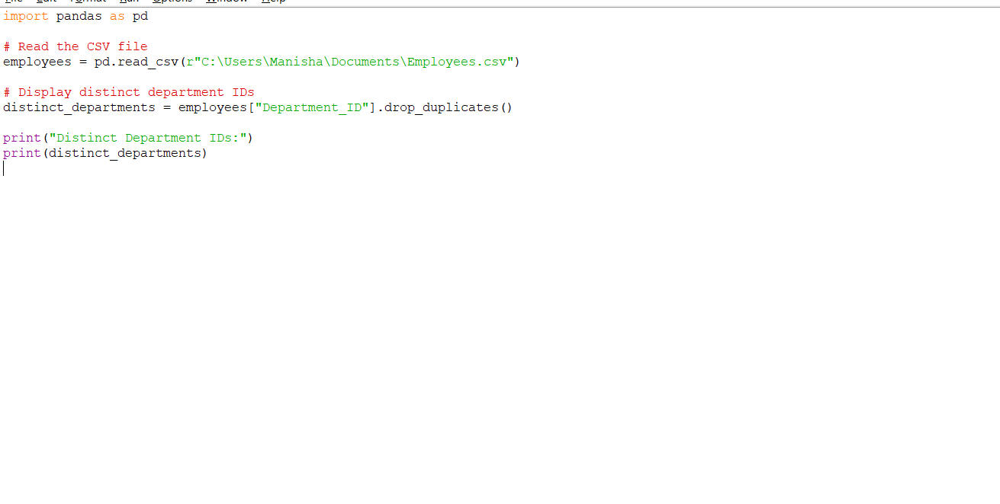 File Edit Format Run Options Window Help
import pandas as pd
# Read the CSV file
employees = pd.read_csv(r"C:\Users\Manisha\Documents\Employees.csv")
# Display distinct department IDs
distinct_departments = employees["Department_ID"].drop_duplicates()
print("Distinct Department IDs:")
print(distinct_departments)